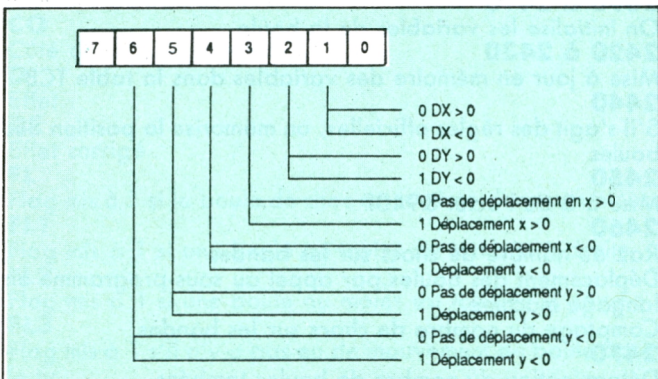 7 6 5 4 3 2 1 0
0 DX > 0
1 DX < 0
0 DY > 0
1 DY < 0
0 Pas de déplacement en x > 0
1 Déplacement x > 0
0 Pas de déplacement x < 0
1 Déplacement x < 0
0 Pas de déplacement y > 0
1 Déplacement y > 0
0 Pas de déplacement y < 0
1 Déplacement y < 0